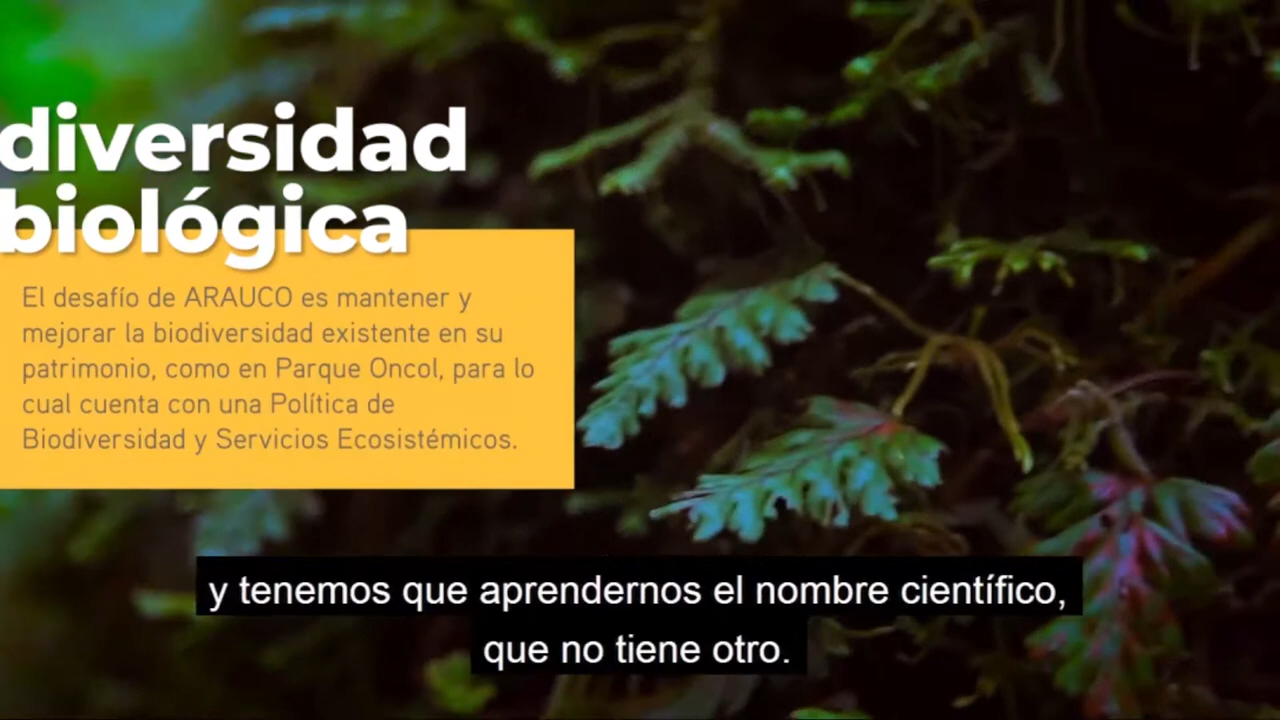 diversidad
biológica
El desafío de ARAUCO es mantener y
mejorar la biodiversidad existente en su
patrimonio, como en Parque Oncol, para lo
cual cuenta con una Política de
Biodiversidad y Servicios Ecosistémicos.
y tenemos que aprendernos el nombre científico,
que no tiene otro.